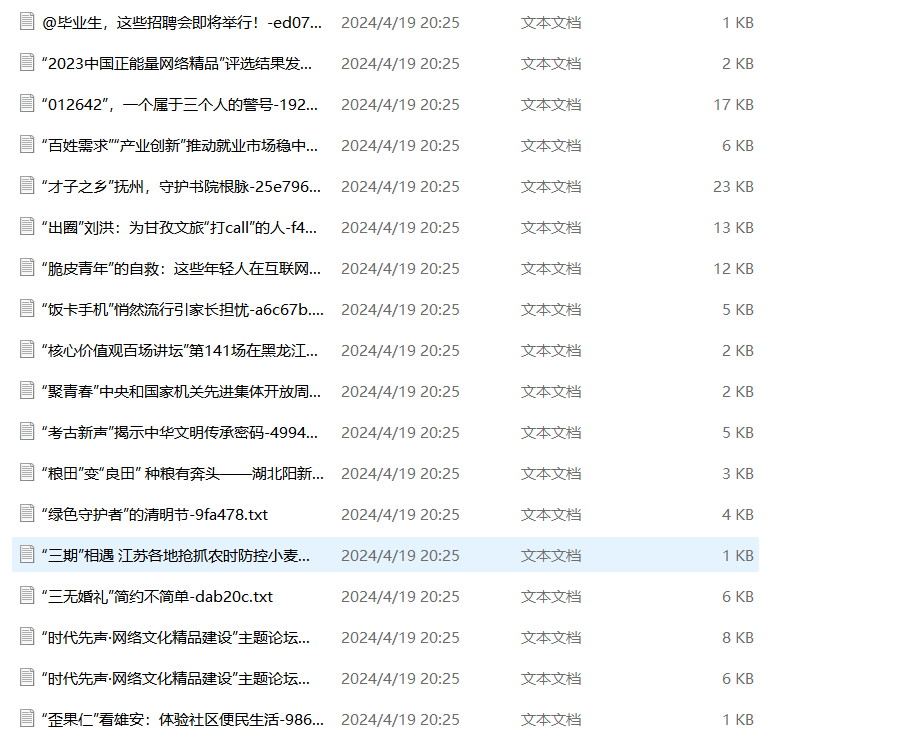 @毕业生，这些招聘会即将举行！-ed07... 2024/4/19 20:25 文本文档 1 KB
“2023中国正能量网络精品”评选结果发... 2024/4/19 20:25 文本文档 2 KB
“012642”，一个属于三个人的警号-192... 2024/4/19 20:25 文本文档 17 KB
“百姓需求”“产业创新”推动就业市场稳中... 2024/4/19 20:25 文本文档 6 KB
“才子之乡”抚州，守护书院根脉-25e796... 2024/4/19 20:25 文本文档 23 KB
“出圈”刘洪：为甘孜文旅“打call”的人-f4... 2024/4/19 20:25 文本文档 13 KB
“脆皮青年”的自救：这些年轻人在互联网... 2024/4/19 20:25 文本文档 12 KB
“饭卡手机”悄然流行引家长担忧-a6c67b.... 2024/4/19 20:25 文本文档 5 KB
“核心价值观百场讲坛”第141场在黑龙江... 2024/4/19 20:25 文本文档 2 KB
“聚青春”中央和国家机关先进集体开放周... 2024/4/19 20:25 文本文档 2 KB
“考古新声”揭示中华文明传承密码-4994... 2024/4/19 20:25 文本文档 5 KB
“粮田”变“良田” 种粮有奔头——湖北阳新... 2024/4/19 20:25 文本文档 3 KB
“绿色守护者”的清明节-9fa478.txt 2024/4/19 20:25 文本文档 4 KB
“三期”相遇 江苏各地抢抓农时防控小麦... 2024/4/19 20:25 文本文档 1 KB
“三无婚礼”简约不简单-dab20c.txt 2024/4/19 20:25 文本文档 6 KB
“时代先声·网络文化精品建设”主题论坛... 2024/4/19 20:25 文本文档 8 KB
“时代先声·网络文化精品建设”主题论坛... 2024/4/19 20:25 文本文档 6 KB
“歪果仁”看雄安：体验社区便民生活-986... 2024/4/19 20:25 文本文档 1 KB